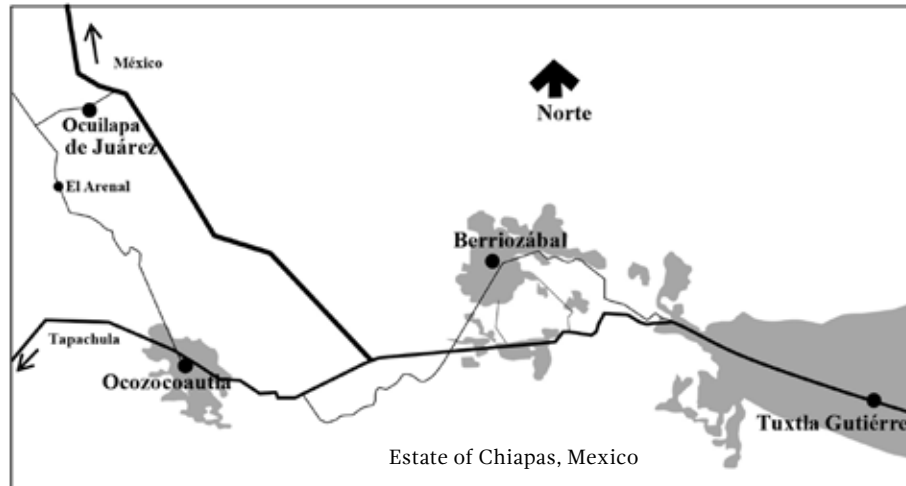 México
Norte
Ocuilapa
de Juárez
El Arenal
Berriozábal
Tapachula
Ocozocoautla
Tuxtla Gutiérre
Estate of Chiapas, Mexico